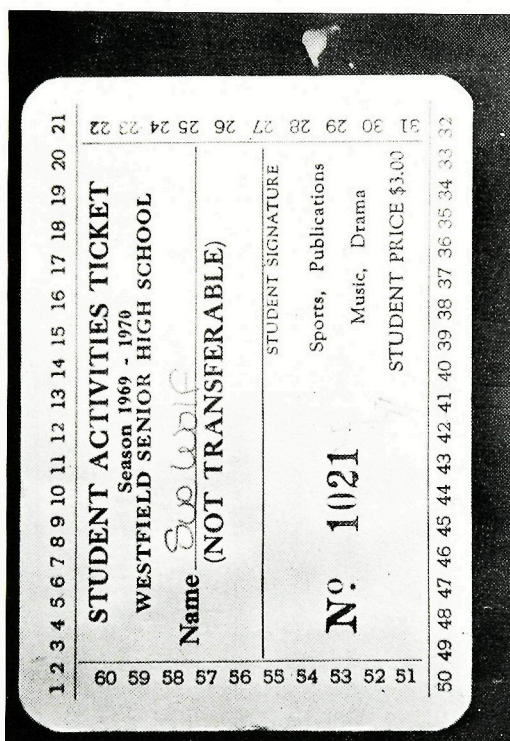 1 2 3 4 5 6 7 8 9 10 11 12 13 14 15 16 17 18 19 20 21
22 23 24 25 26 27 28 29 30 31
STUDENT ACTIVITIES TICKET
Season 1969 - 1970
WESTFIELD SENIOR HIGH SCHOOL
Name Sue Wolf
(NOT TRANSFERABLE)
STUDENT SIGNATURE
Sports, Publications
Nº 1021
Music, Drama
STUDENT PRICE $3.00
60 59 58 57 56 55 54 53 52 51
50 49 48 47 46 45 44 43 42 41 40 39 38 37 36 35 34 33 32